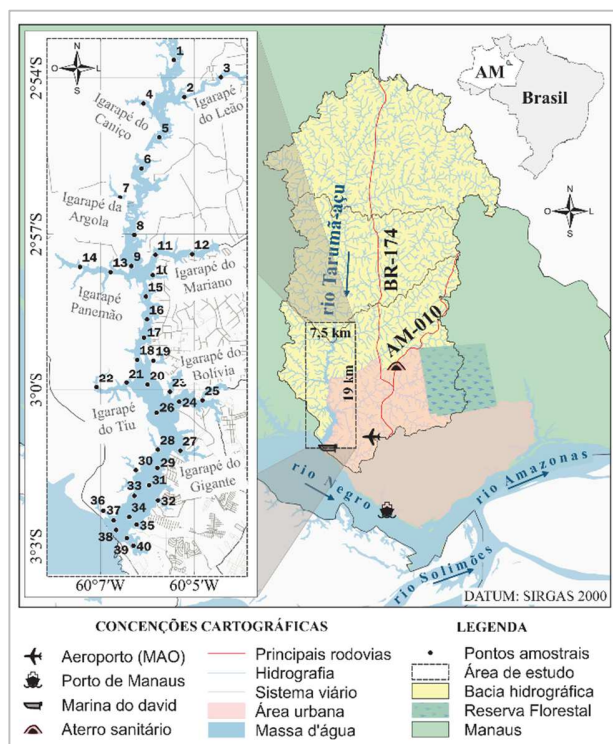 1
3
2
2°54'S
4
Igarapé do
Caniço
Igarapé
do Leão
5
6
7
Igarapé da
Argola
8
2°57'S
11
12
14
13
9
10
Igarapé do
Mariano
Igarapé
Panemão
15
16
17
18
19
Igarapé do
Bolívia
3°0'S
22
21
20
23
24
25
26
Igarapé do
Tiu
28
27
30
29
Igarapé do
Gigante
31
33
32
36
37
34
35
38
39
40
3°3'S
60°7'W
60°5'W
N
O
L
S
AM
Brasil
N
O
L
S
rio Tarumã-açu
BR-174
AM-010
7,5 km
19 km
rio Negro
rio Amazonas
rio Solimões
DATUM: SIRGAS 2000
CONCENÇÕES CARTOGRÁFICAS
LEGENDA
Aeroporto (MAO)
Principais rodovias
Pontos amostrais
Porto de Manaus
Hidrografia
Área de estudo
Marina do david
Sistema viário
Bacia hidrográfica
Aterro sanitário
Área urbana
Reserva Florestal
Massa d'água
Manaus